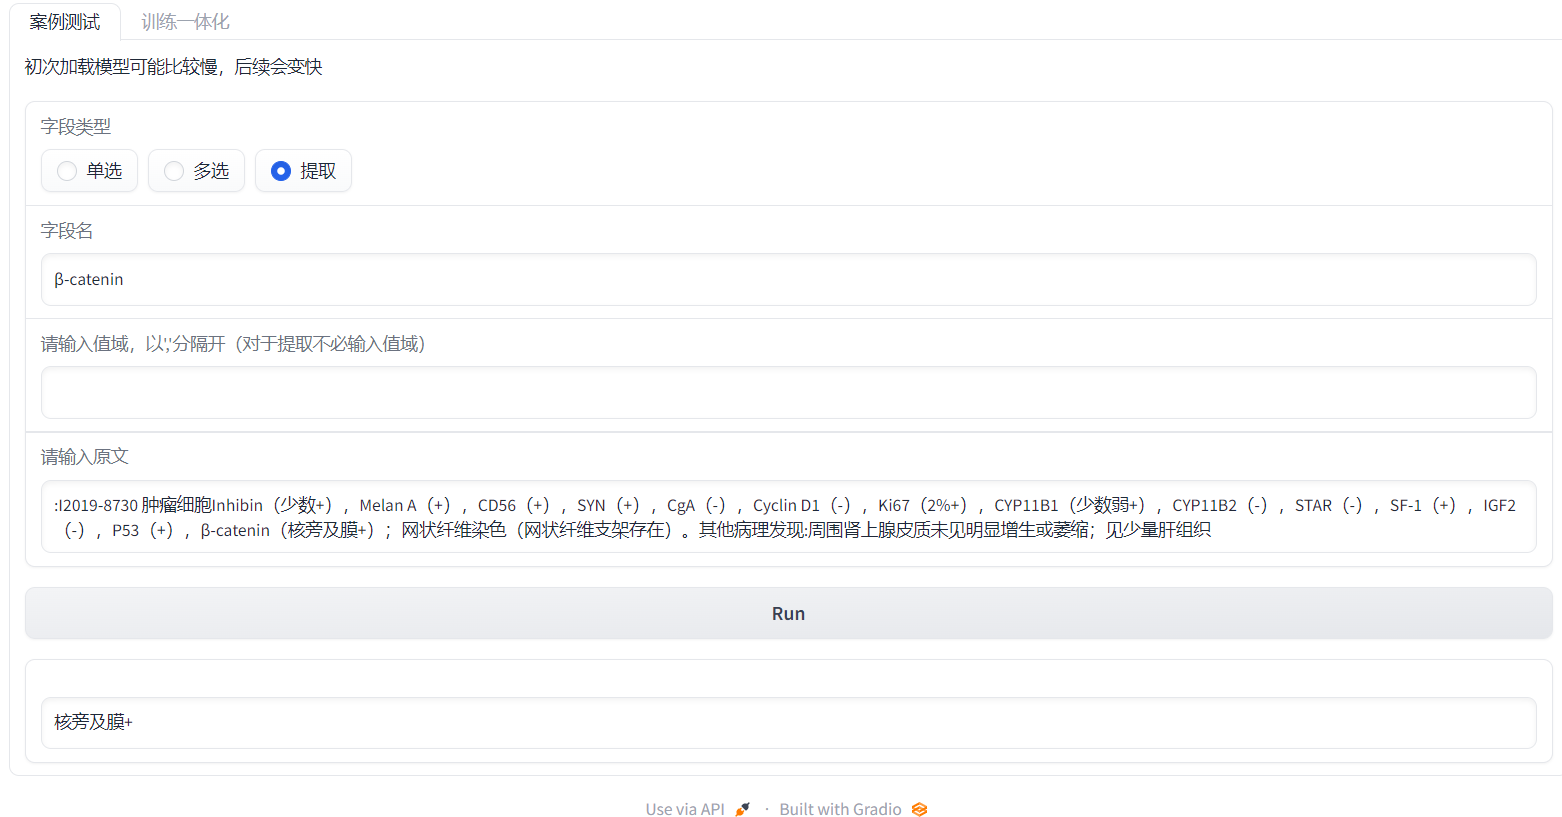 案例测试 训练一体化
初次加载模型可能比较慢，后续会变快
字段类型
单选 多选 提取
字段名
β-catenin
请输入值域，以','分隔开（对于提取不必输入值域）
请输入原文
:I2019-8730 肿瘤细胞Inhibin（少数+），Melan A（+），CD56（+），SYN（+），CgA（-），Cyclin D1（-），Ki67（2%+），CYP11B1（少数弱+），CYP11B2（-），STAR（-），SF-1（+），IGF2
（-），P53（+），β-catenin（核旁及膜+）；网状纤维染色（网状纤维支架存在）。其他病理发现:周围肾上腺皮质未见明显增生或萎缩；见少量肝组织
Run
核旁及膜+
Use via API · Built with Gradio